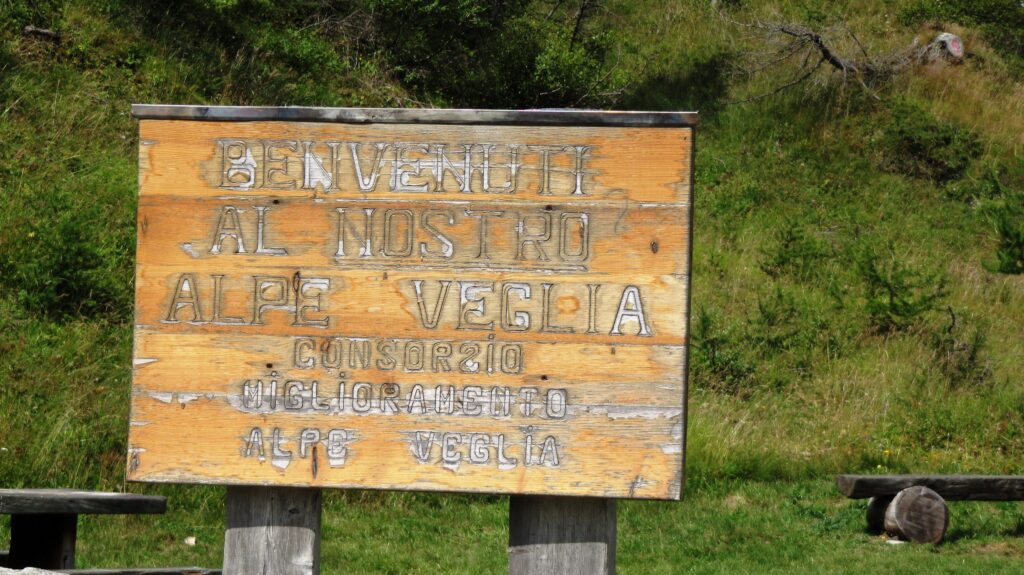 BENVENUTI
AL NOSTRO
ALPE VEGLIA
CONSORZIO
MIGLIORAMENTO
ALPE VEGLIA